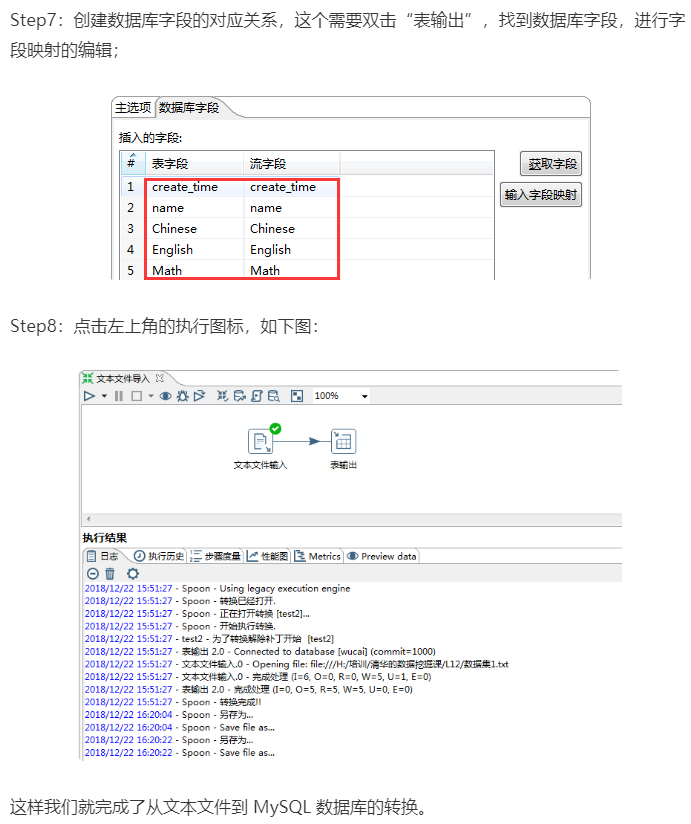 Step7：创建数据库字段的对应关系，这个需要双击“表输出”，找到数据库字段，进行字
段映射的编辑；
主选项 数据库字段
插入的字段:
# 表字段 流字段
获取字段
1 create_time create_time
输入字段映射
2 name name
3 Chinese Chinese
4 English English
5 Math Math
Step8：点击左上角的执行图标，如下图：
文本文件导入
100%
文本文件输入 表输出
执行结果
日志 执行历史 步骤度量 性能图 Metrics Preview data
2018/12/22 15:51:27 - Spoon - Using legacy execution engine
2018/12/22 15:51:27 - Spoon - 转换已经打开.
2018/12/22 15:51:27 - Spoon - 正在打开转换 [test2]...
2018/12/22 15:51:27 - Spoon - 开始执行转换.
2018/12/22 15:51:27 - test2 - 为了转换解除补丁开始  [test2]
2018/12/22 15:51:27 - 表输出 2.0 - Connected to database [wucai] (commit=1000)
2018/12/22 15:51:27 - 文本文件输入.0 - Opening file: file:///H:/培训/清华的数据挖掘课/L12/数据集1.txt
2018/12/22 15:51:27 - 文本文件输入.0 - 完成处理 (I=6, O=0, R=0, W=5, U=1, E=0)
2018/12/22 15:51:27 - 表输出 2.0 - 完成处理 (I=0, O=5, R=5, W=5, U=0, E=0)
2018/12/22 15:51:27 - Spoon - 转换完成!!
2018/12/22 16:20:04 - Spoon - 另存为...
2018/12/22 16:20:04 - Spoon - Save file as...
2018/12/22 16:20:22 - Spoon - 另存为...
2018/12/22 16:20:22 - Spoon - Save file as...
这样我们就完成了从文本文件到 MySQL 数据库的转换。